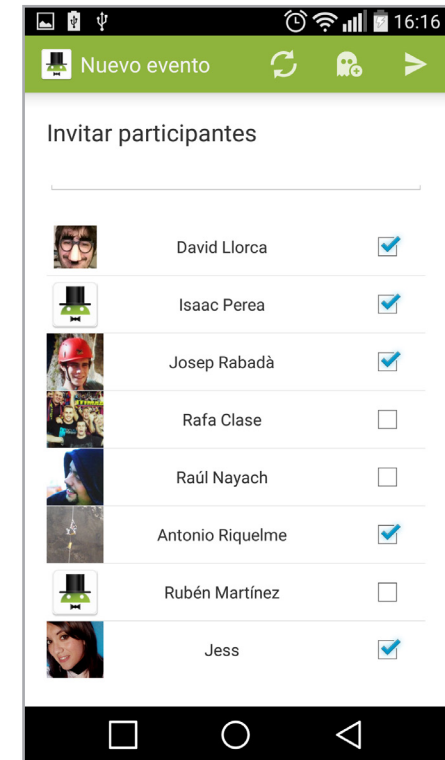 16:16
Nuevo evento
Invitar participantes
David Llorca
Isaac Perea
Josep Rabadà
Rafa Clase
Raúl Nayach
Antonio Riquelme
Rubén Martínez
Jess